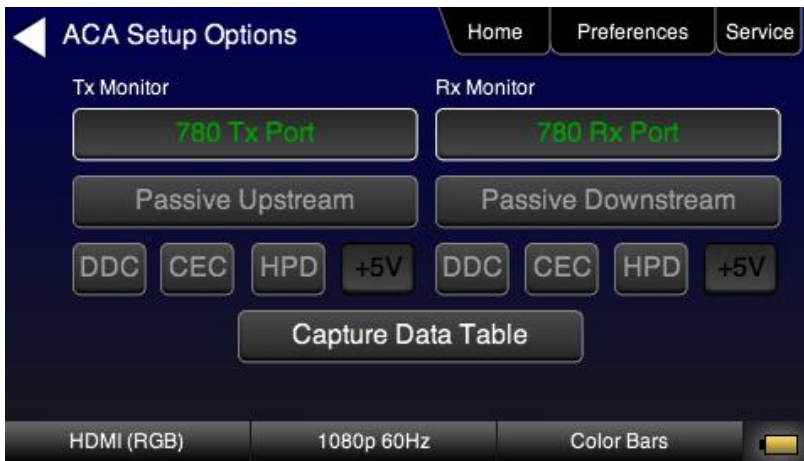 ACA Setup Options
Home
Preferences
Service
Tx Monitor
Rx Monitor
780 Tx Port
780 Rx Port
Passive Upstream
Passive Downstream
DDC
CEC
HPD
+5V
DDC
CEC
HPD
+5V
Capture Data Table
HDMI (RGB)
1080p 60Hz
Color Bars